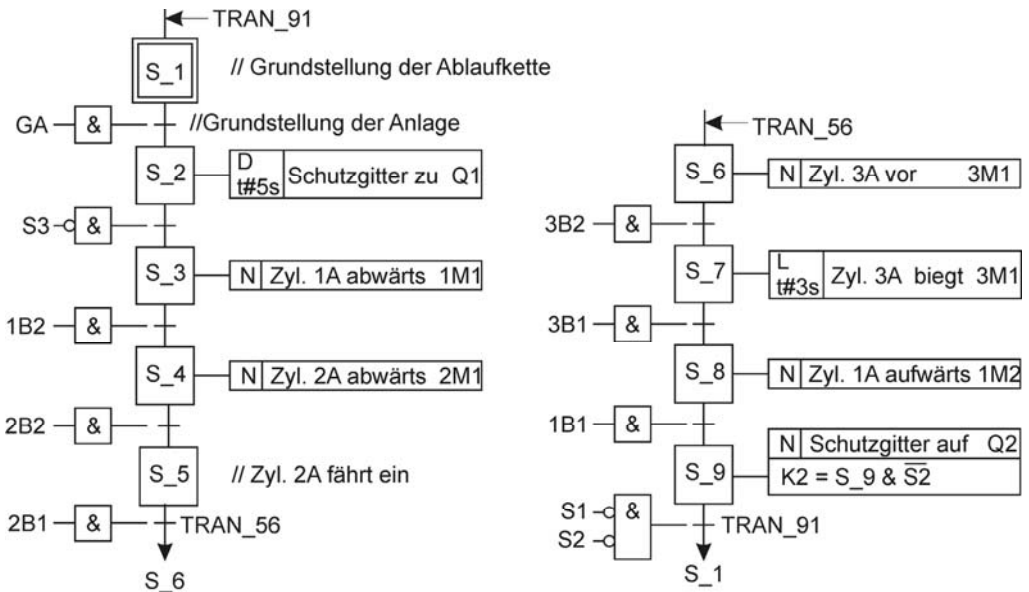 TRAN_91
S_1
// Grundstellung der Ablaufkette
GA
&
//Grundstellung der Anlage
S_2
D
t#5s
Schutzgitter zu Q1
S3
&
S_3
N Zyl. 1A abwärts 1M1
1B2
&
S_4
N Zyl. 2A abwärts 2M1
2B2
&
S_5
// Zyl. 2A fährt ein
2B1
&
TRAN_56
S_6
TRAN_56
S_6
N Zyl. 3A vor 3M1
3B2
&
S_7
L
t#3s
Zyl. 3A biegt 3M1
3B1
&
S_8
N Zyl. 1A aufwärts 1M2
1B1
&
S_9
N Schutzgitter auf Q2
K2 = S_9 & S̅2̅
S1
S2
&
TRAN_91
S_1